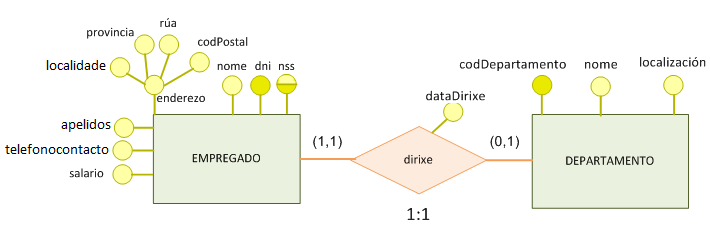 rúa
provincia
codPostal
localidade
nome
dni
nss
enderezo
apelidos
telefonocontacto
salario
EMPREGADO
(1,1)
dataDirixe
dirixe
1:1
(0,1)
codDepartamento
nome
localización
DEPARTAMENTO